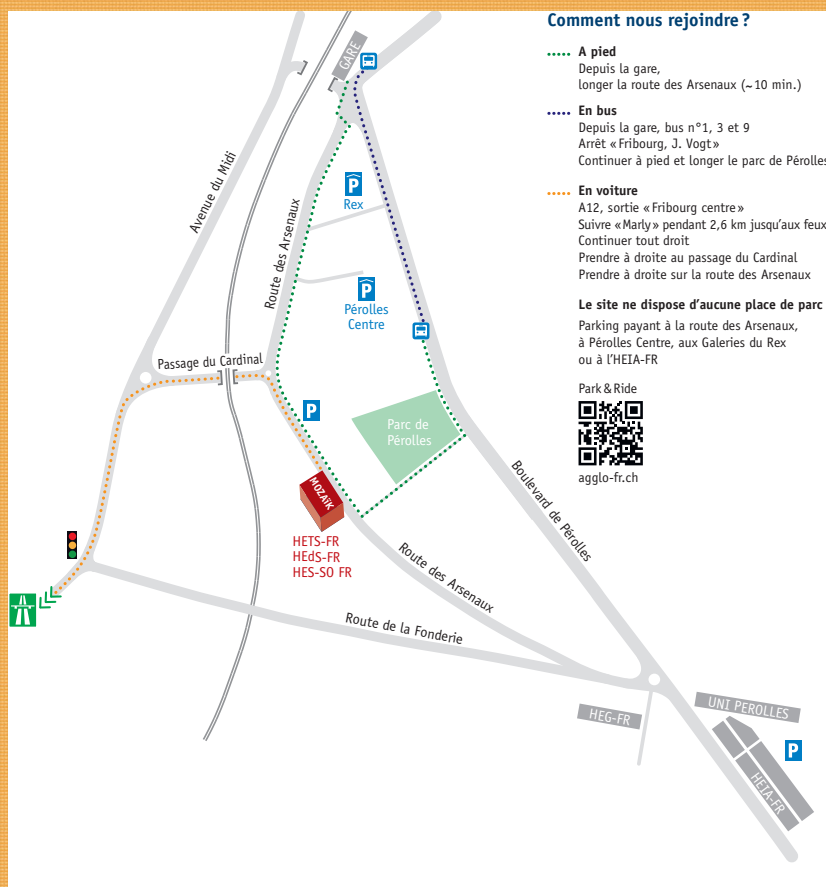 Comment nous rejoindre ?
A pied
Depuis la gare,
longer la route des Arsenaux (~10 min.)
En bus
Depuis la gare, bus n°1, 3 et 9
Arrêt «Fribourg, J. Vogt»
Continuer à pied et longer le parc de Pérolles
En voiture
A12, sortie «Fribourg centre»
Suivre «Marly» pendant 2,6 km jusqu'aux feux
Continuer tout droit
Prendre à droite au passage du Cardinal
Prendre à droite sur la route des Arsenaux
Le site ne dispose d'aucune place de parc
Parking payant à la route des Arsenaux,
à Pérolles Centre, aux Galeries du Rex
ou à l'HEIA-FR
Park & Ride
agglo-fr.ch
GARE
Avenue du Midi
P
Rex
Route des Arsenaux
P
Pérolles
Centre
Passage du Cardinal
P
Parc de
Pérolles
MOZAÏK
HETS-FR
HEdS-FR
HES-SO FR
Boulevard de Pérolles
Route des Arsenaux
Route de la Fonderie
HEG-FR
UNI PEROLLES
P
HEIA-FR